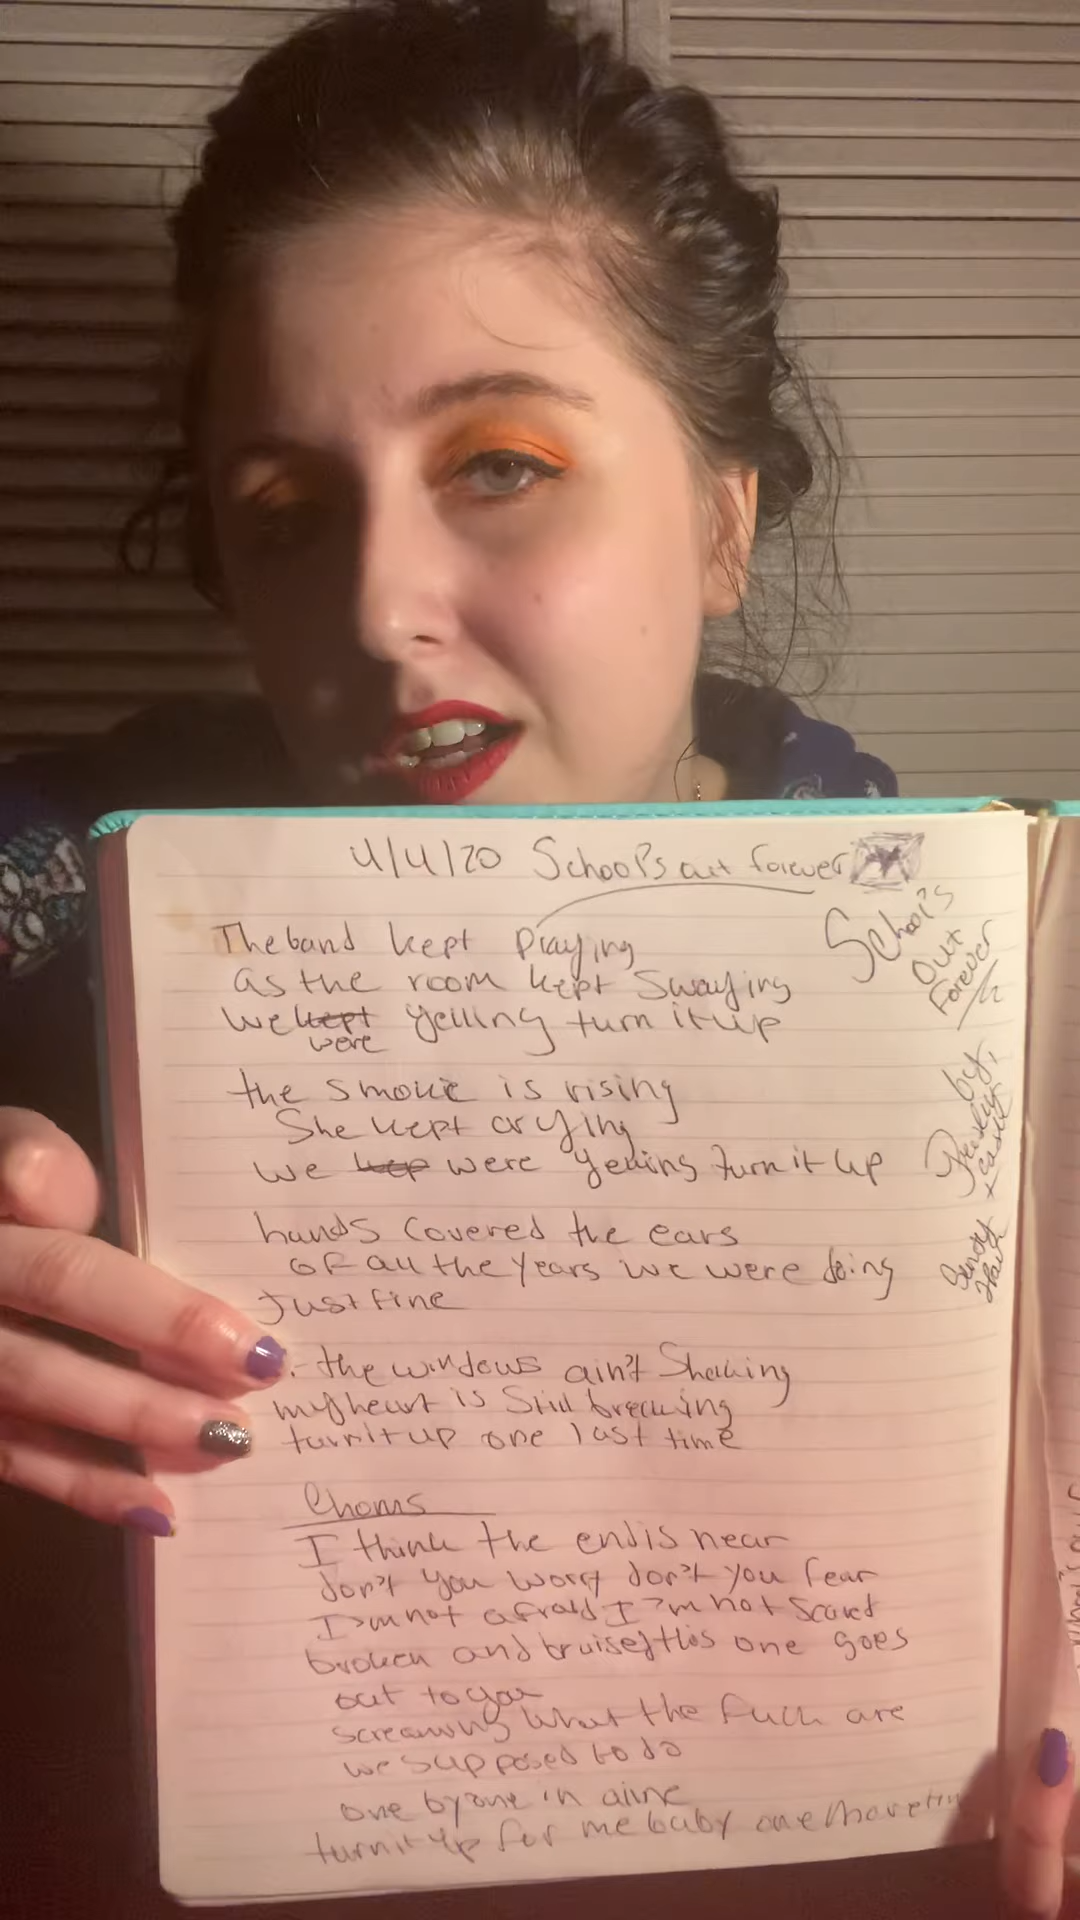 4/4/20 School's out forever
The band kept playing
as the room kept swaying
we kept yelling turn it up
were
the smoke is rising
She kept crying
we kep were yelling turn it up
hands covered the ears
of all the years we were doing
Just fine
the windows ain't Shaking
my heart is Still breaking
turn it up one last time
Chorus
I think the end is near
don't you worry don't you fear
I'm not afraid I'm not scared
broken and bruised this one goes
out to you
screaming what the fuck are
we supposed to do
one by one in a line
turn it up for me baby one more tim
School's
Out
Forever
by,
Presley